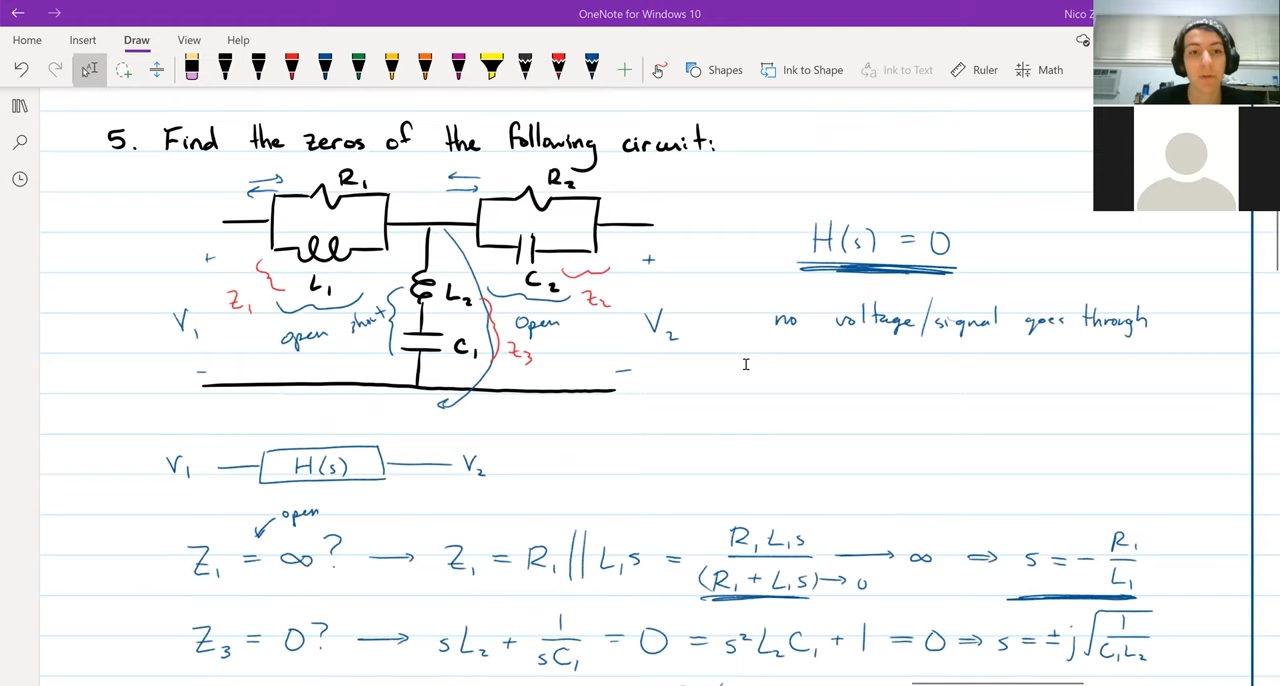 OneNote for Windows 10
Nico Z
Home Insert Draw View Help
Shapes Ink to Shape Ink to Text Ruler Math
5. Find the zeros of the following circuit:
R1 R2
H(s) = 0
L1 C2
Z1 L2 Z2
open short open
V1 C1 Z3 V2
no voltage/signal goes through
+ +
- -
V1 H(s) V2
open
Z1 = ∞? → Z1 = R1 || L1s = R1L1s / (R1 + L1s)→0 → ∞ ⇒ s = - R1/L1
Z3 = 0? → sL2 + 1/sC1 = 0 = s²L2C1 + 1 = 0 ⇒ s = ±j√(1/C1L2)